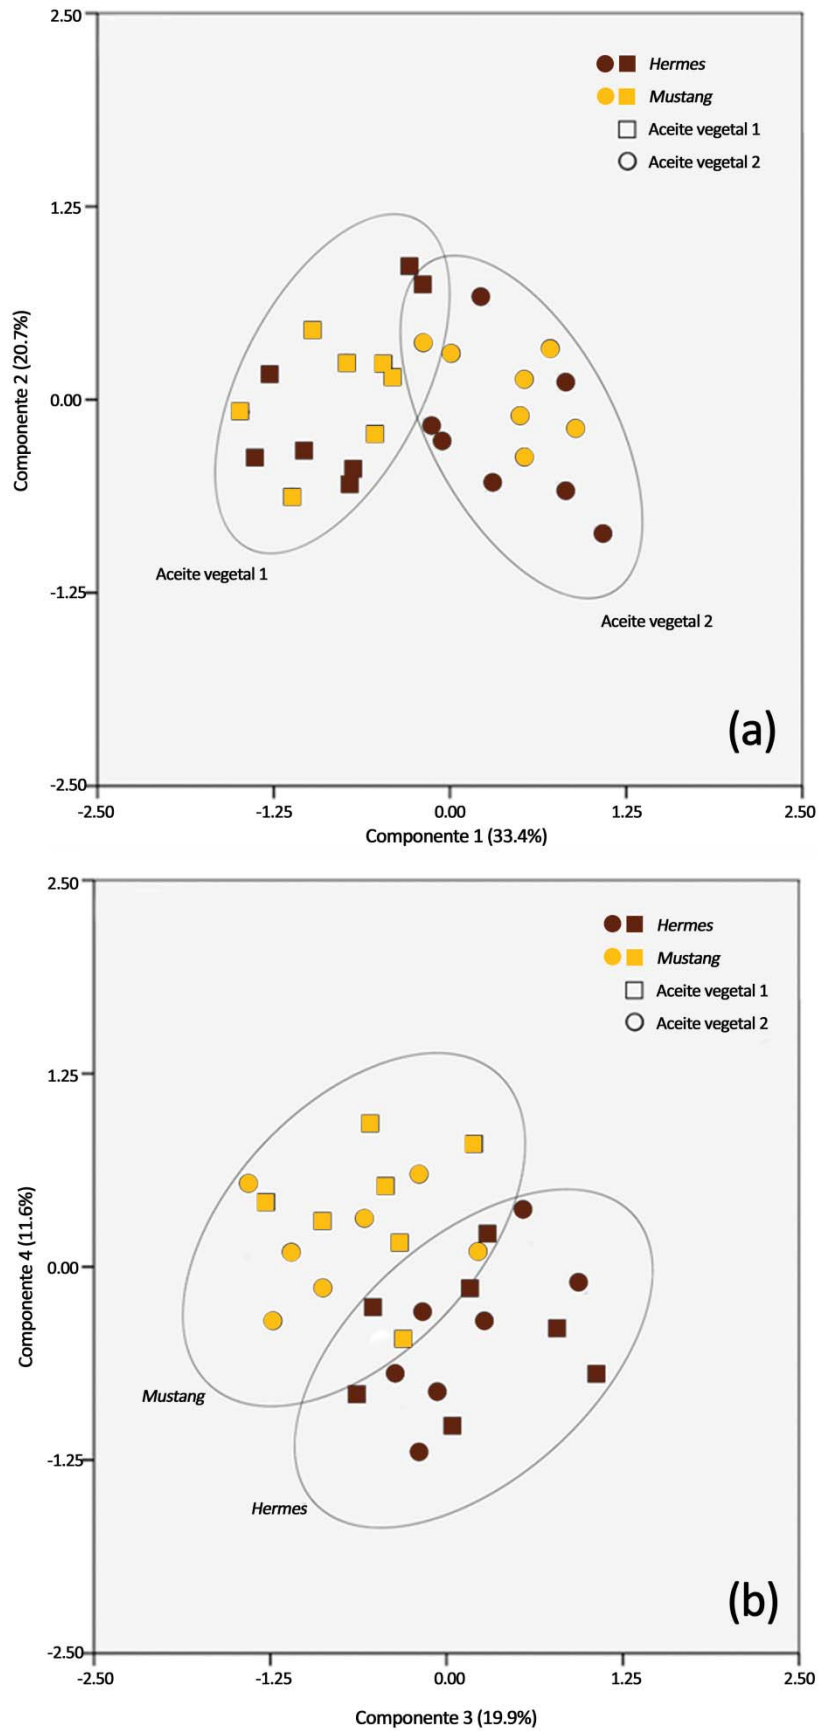 2.50
Hermes
Mustang
Aceite vegetal 1
Aceite vegetal 2
1.25
Componente 2 (20.7%)
0.00
Aceite vegetal 1
-1.25
Aceite vegetal 2
(a)
-2.50
-2.50 -1.25 0.00 1.25 2.50
Componente 1 (33.4%)
2.50
Hermes
Mustang
Aceite vegetal 1
Aceite vegetal 2
1.25
Componente 4 (11.6%)
0.00
Mustang
-1.25
Hermes
(b)
-2.50
-2.50 -1.25 0.00 1.25 2.50
Componente 3 (19.9%)